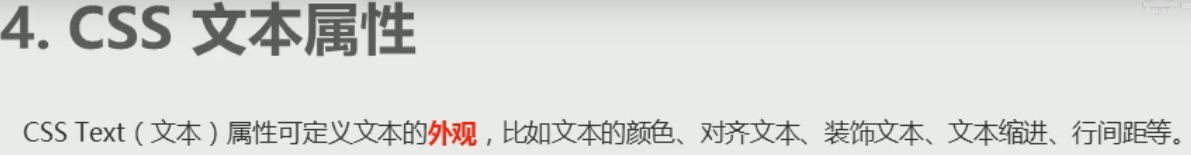 4. CSS 文本属性
CSS Text（文本）属性可定义文本的外观，比如文本的颜色、对齐文本、装饰文本、文本缩进、行间距等。